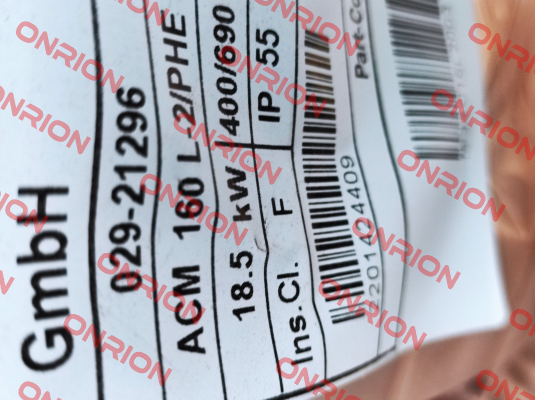 GmbH
029-21296
ACM 160 L-2/PHE
18.5 kW 400/690
Ins.Cl. F IP 55
201424409
Part-Co
ONRION